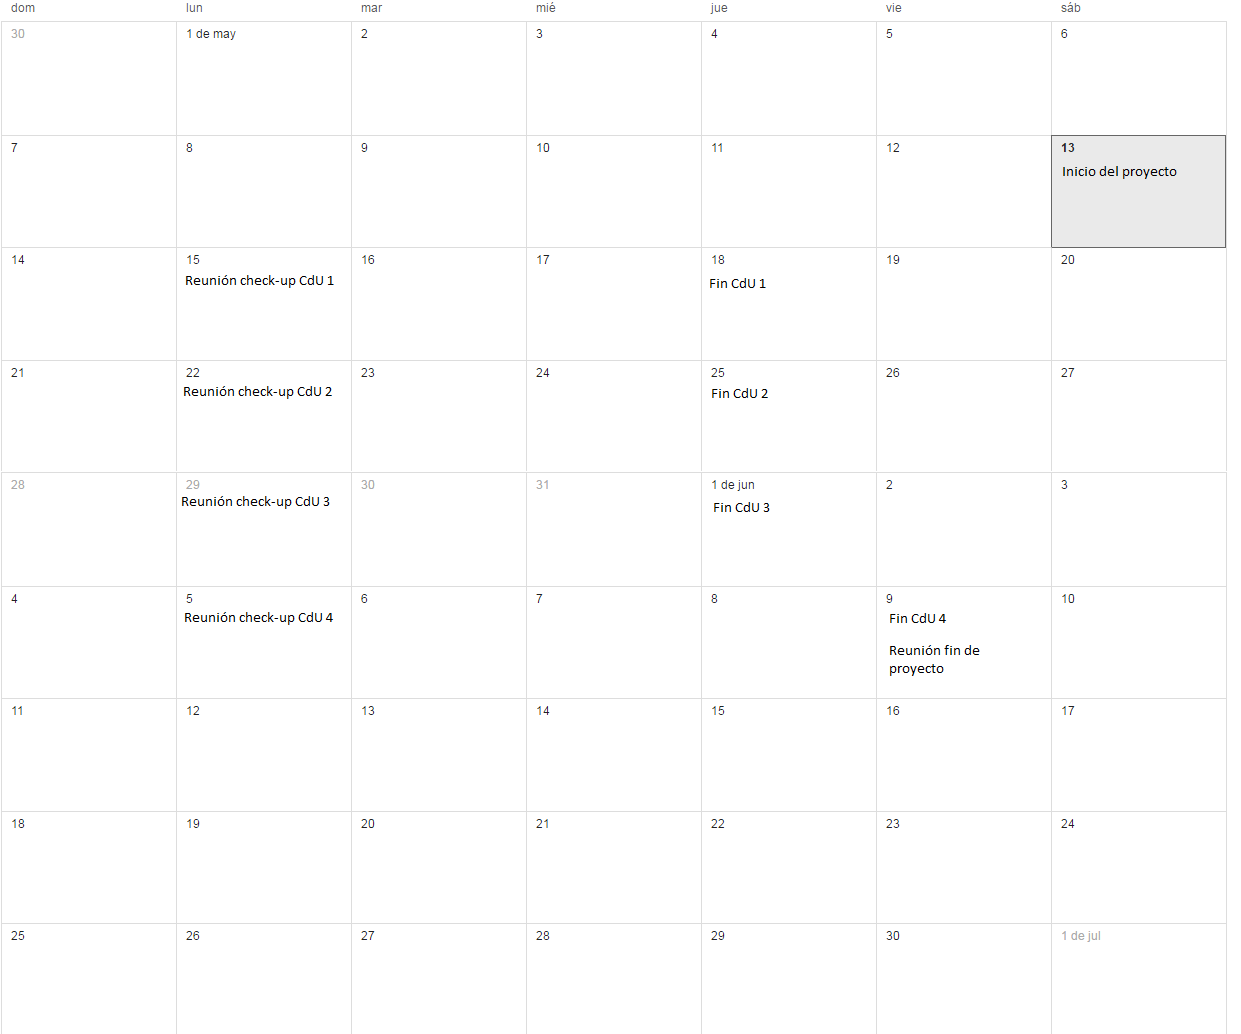 dom lun mar mié jue vie sáb
30 1 de may 2 3 4 5 6
7 8 9 10 11 12 13
Inicio del proyecto
14 15 16 17 18 19 20
Reunión check-up CdU 1 Fin CdU 1
21 22 23 24 25 26 27
Reunión check-up CdU 2 Fin CdU 2
28 29 30 31 1 de jun 2 3
Reunión check-up CdU 3 Fin CdU 3
4 5 6 7 8 9 10
Reunión check-up CdU 4 Fin CdU 4
Reunión fin de
proyecto
11 12 13 14 15 16 17
18 19 20 21 22 23 24
25 26 27 28 29 30 1 de jul